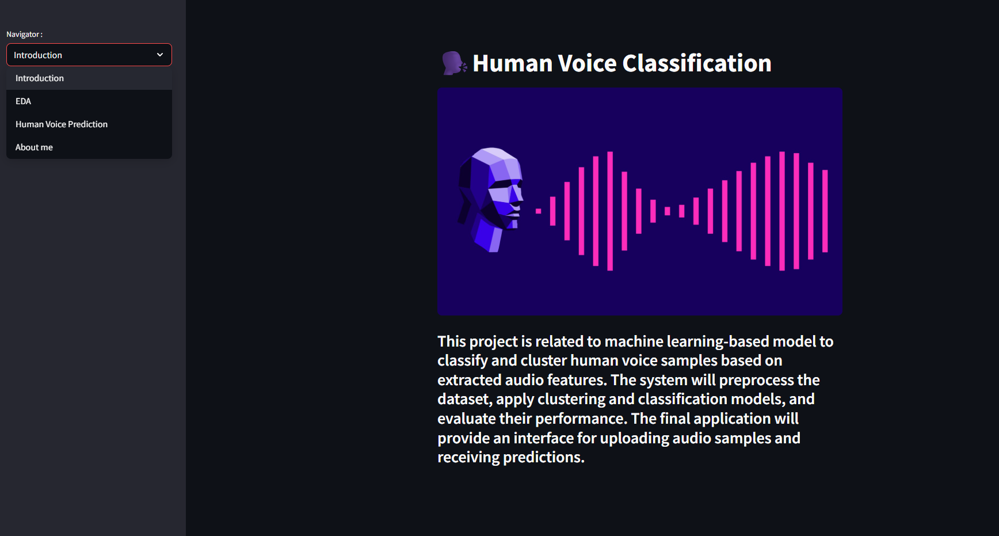 Navigator :
Introduction
Introduction
EDA
Human Voice Prediction
About me
Human Voice Classification
This project is related to machine learning-based model to
classify and cluster human voice samples based on
extracted audio features. The system will preprocess the
dataset, apply clustering and classification models, and
evaluate their performance. The final application will
provide an interface for uploading audio samples and
receiving predictions.